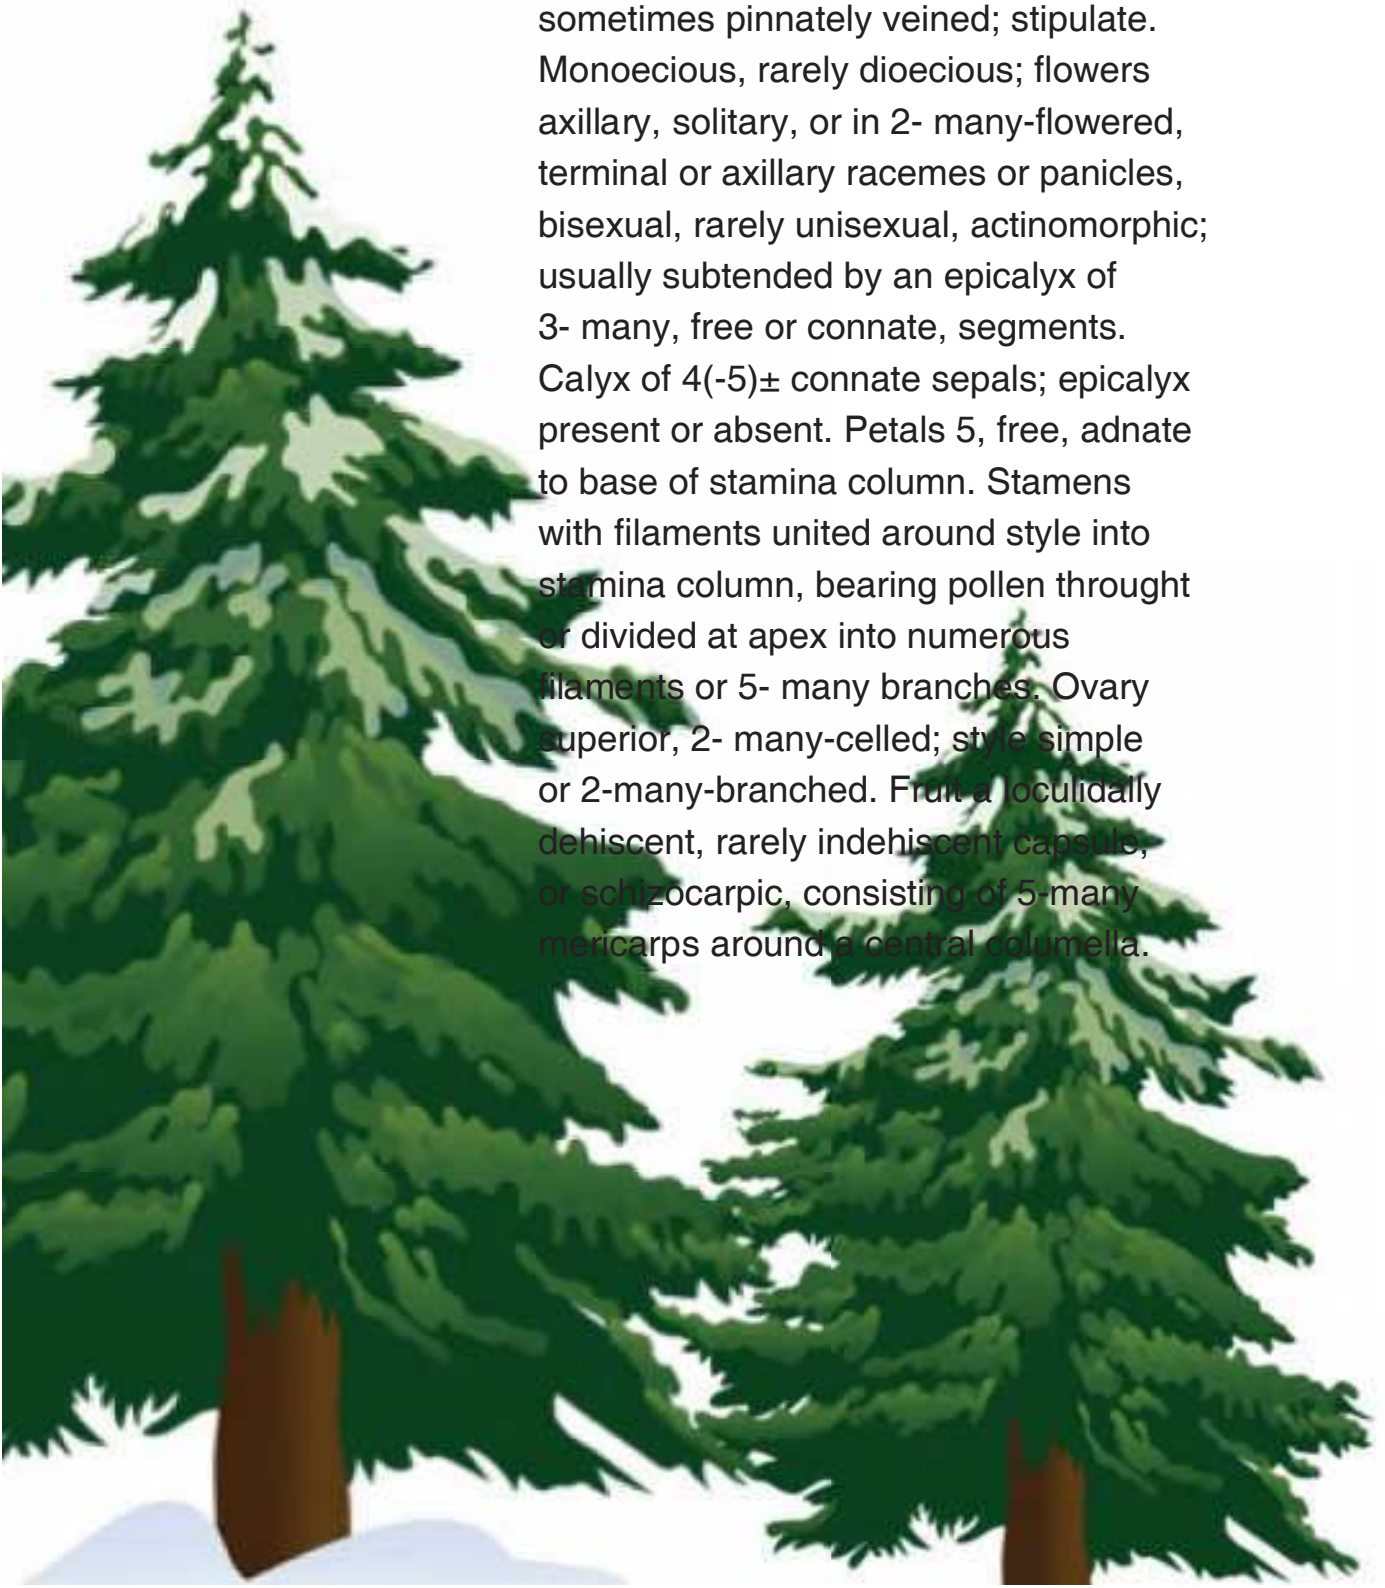 sometimes pinnately veined; stipulate.
Monoecious, rarely dioecious; flowers
axillary, solitary, or in 2- many-flowered,
terminal or axillary racemes or panicles,
bisexual, rarely unisexual, actinomorphic;
usually subtended by an epicalyx of
3- many, free or connate, segments.
Calyx of 4(-5)± connate sepals; epicalyx
present or absent. Petals 5, free, adnate
to base of stamina column. Stamens
with filaments united around style into
stamina column, bearing pollen throught
or divided at apex into numerous
filaments or 5- many branches. Ovary
superior, 2- many-celled; style simple
or 2-many-branched. Fruit a loculidally
dehiscent, rarely indehiscent capsule,
or schizocarpic, consisting of 5-many
mericarps around a central columella.